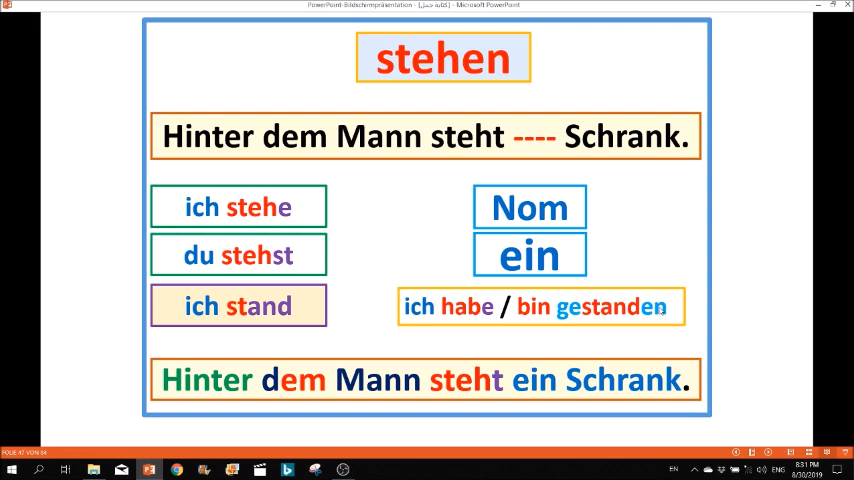 PowerPoint-Bildschirmpräsentation - [كتابة جمل] - Microsoft PowerPoint
stehen
Hinter dem Mann steht ---- Schrank.
ich stehe
Nom
du stehst
ein
ich stand
ich habe / bin gestanden
Hinter dem Mann steht ein Schrank.
FOLIE 47 VON 84
EN
ENG
8:31 PM
8/30/2019